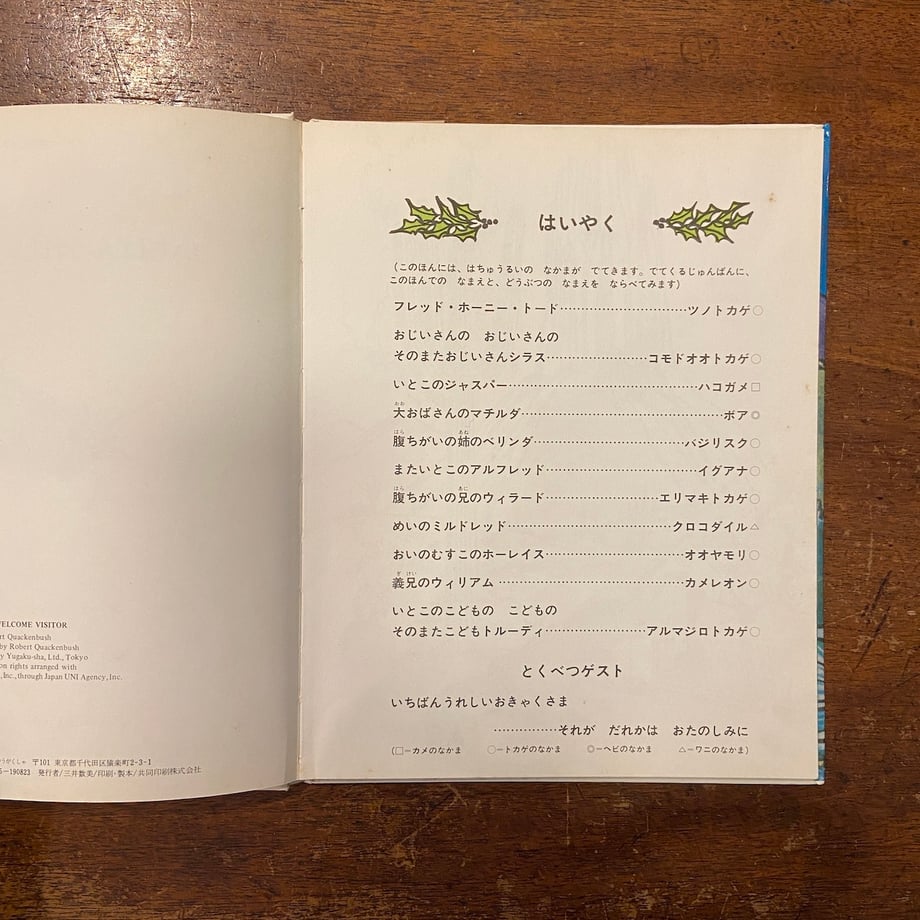 ELCOME VISITOR
rt Quackenbush
by Robert Quackenbush
y Yugaku-sha, Ltd., Tokyo
on rights arranged with
, Inc., through Japan UNI Agency, Inc.
うがくしゃ 〒101 東京都千代田区猿楽町2-3-1
5-190823 発行者/三井数美/印刷・製本/共同印刷株式会社
はいやく
(このほんには、はちゅうるいの なかまが でてきます。でてくるじゅんばんに、
このほんでの なまえと、どうぶつの なまえを ならべてみます)
フレッド・ホーニー・トード……………………ツノトカゲ○
おじいさんの おじいさんの
そのまたおじいさんシラス……………………コモドオオトカゲ○
いとこのジャスパー……………………ハコガメ□
大おばさんのマチルダ……………………ボア◎
腹ちがいの姉のベリンダ……………………バジリスク○
またいとこのアルフレッド……………………イグアナ○
腹ちがいの兄のウィラード……………………エリマキトカゲ○
めいのミルドレッド……………………クロコダイル△
おいのむすこのホーレイス……………………オオヤモリ○
義兄のウィリアム……………………カメレオン○
いとこのこどもの こどもの
そのまたこどもトルーディ……………………アルマジロトカゲ○
とくべつゲスト
いちばんうれしいおきゃくさま
……………それが だれかは おたのしみに
(□−カメのなかま ○−トカゲのなかま ◎−ヘビのなかま △−ワニのなかま)